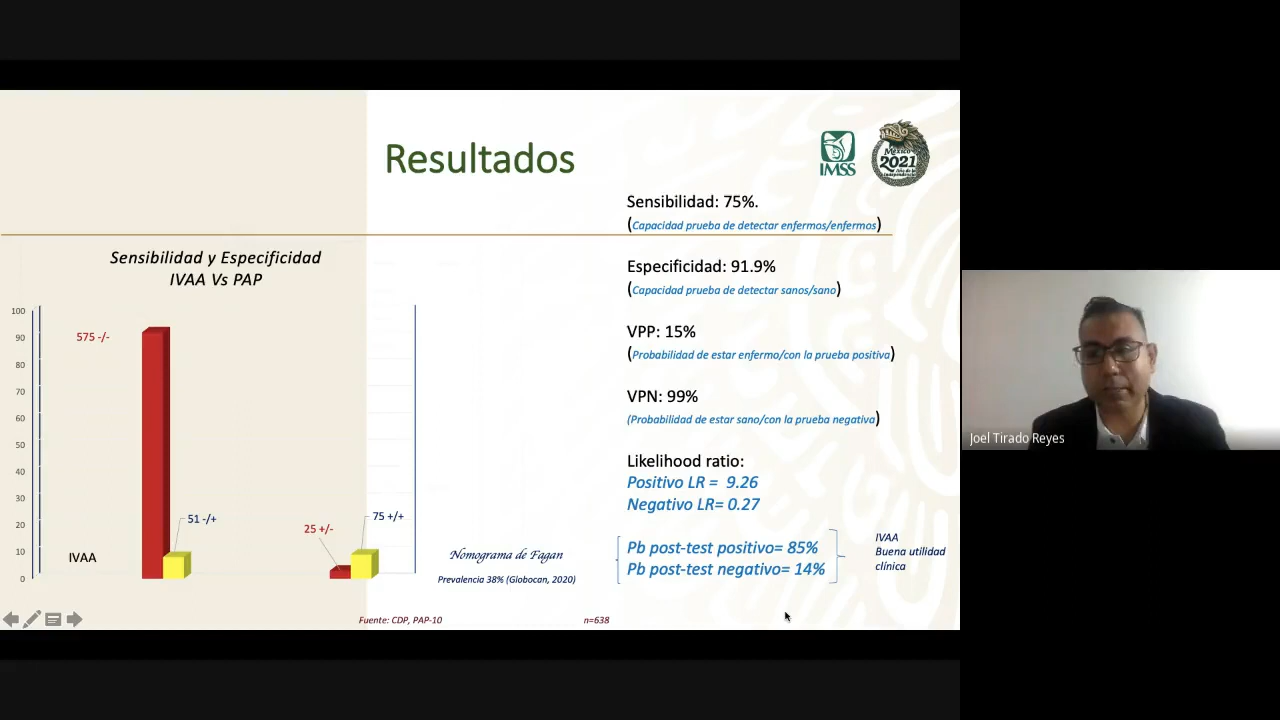 Resultados
IMSS
México
2021
Año de la
Independencia
Sensibilidad y Especificidad
IVAA Vs PAP
100
90
80
70
60
50
40
30
20
10
0
575 -/-
51 -/+
25 +/-
75 +/+
IVAA
Nomograma de Fagan
Prevalencia 38% (Globocan, 2020)
Fuente: CDP, PAP-10
n=638
Sensibilidad: 75%.
(Capacidad prueba de detectar enfermos/enfermos)
Especificidad: 91.9%
(Capacidad prueba de detectar sanos/sano)
VPP: 15%
(Probabilidad de estar enfermo/con la prueba positiva)
VPN: 99%
(Probabilidad de estar sano/con la prueba negativa)
Likelihood ratio:
Positivo LR = 9.26
Negativo LR= 0.27
Pb post-test positivo= 85%
Pb post-test negativo= 14%
IVAA
Buena utilidad
clínica
Joel Tirado Reyes